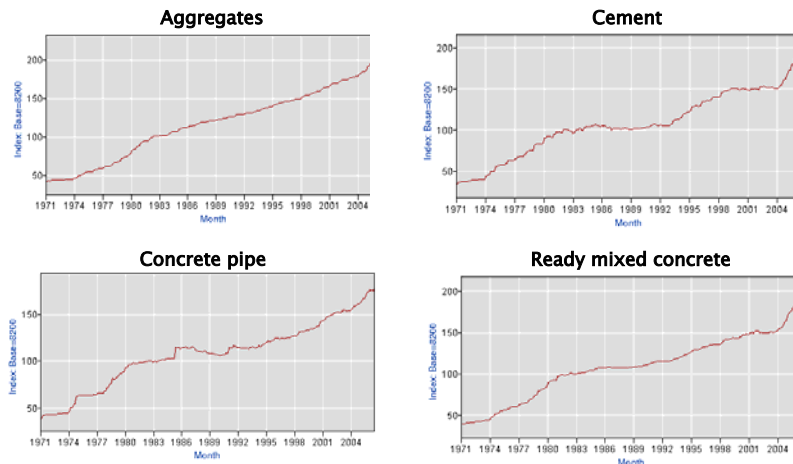 Aggregates
200
150
100
50
Index: Base=8200
1971 1974 1977 1980 1983 1986 1989 1992 1995 1998 2001 2004
Month
Cement
200
150
100
50
Index: Base=8200
1971 1974 1977 1980 1983 1986 1989 1992 1995 1998 2001 2004
Month
Concrete pipe
150
100
50
Index: Base=8200
1971 1974 1977 1980 1983 1986 1989 1992 1995 1998 2001 2004
Month
Ready mixed concrete
200
150
100
50
Index: Base=8200
1971 1974 1977 1980 1983 1986 1989 1992 1995 1998 2001 2004
Month